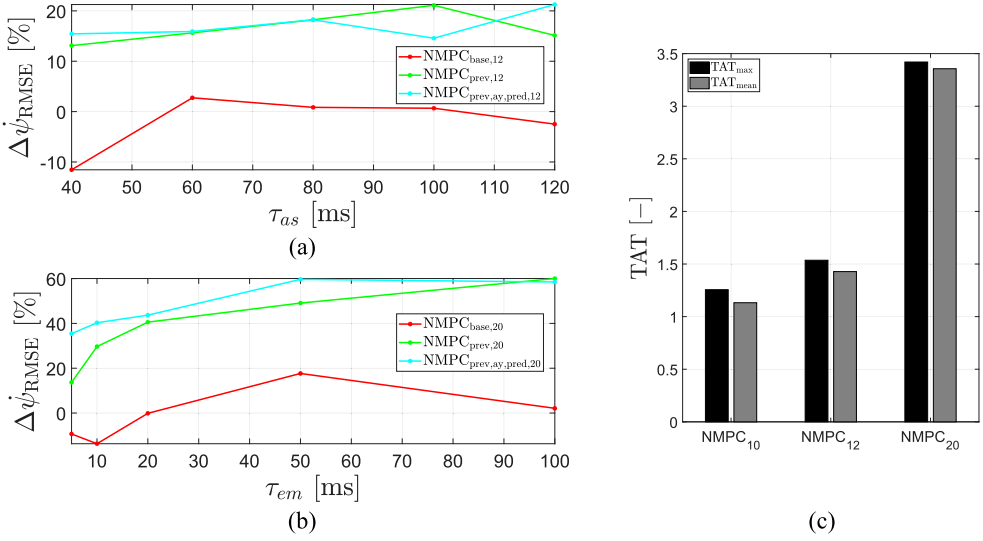 20
10
0
-10
Δψ̇RMSE [%]
NMPCbase,12
NMPCprev,12
NMPCprev,ay,pred,12
40 50 60 70 80 90 100 110 120
τas [ms]
(a)
60
40
20
0
Δψ̇RMSE [%]
NMPCbase,20
NMPCprev,20
NMPCprev,ay,pred,20
10 20 30 40 50 60 70 80 90 100
τem [ms]
(b)
3.5
3
2.5
2
1.5
1
0.5
0
TAT [−]
TATmax
TATmean
NMPC10 NMPC12 NMPC20
(c)